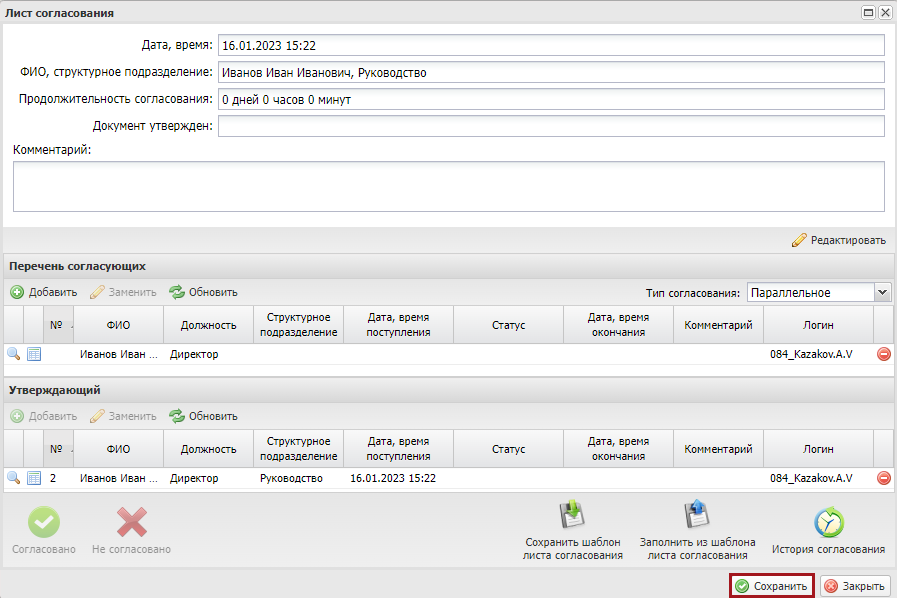 Лист согласования
Дата, время: 16.01.2023 15:22
ФИО, структурное подразделение: Иванов Иван Иванович, Руководство
Продолжительность согласования: 0 дней 0 часов 0 минут
Документ утвержден:
Комментарий:
Редактировать
Перечень согласующих
Добавить Заменить Обновить Тип согласования: Параллельное
№ ФИО Должность Структурное подразделение Дата, время поступления Статус Дата, время окончания Комментарий Логин
Иванов Иван ... Директор 084_Kazakov.A.V
Утверждающий
Добавить Заменить Обновить
№ ФИО Должность Структурное подразделение Дата, время поступления Статус Дата, время окончания Комментарий Логин
2 Иванов Иван ... Директор Руководство 16.01.2023 15:22 084_Kazakov.A.V
Согласовано Не согласовано Сохранить шаблон листа согласования Заполнить из шаблона листа согласования История согласования
Сохранить Закрыть